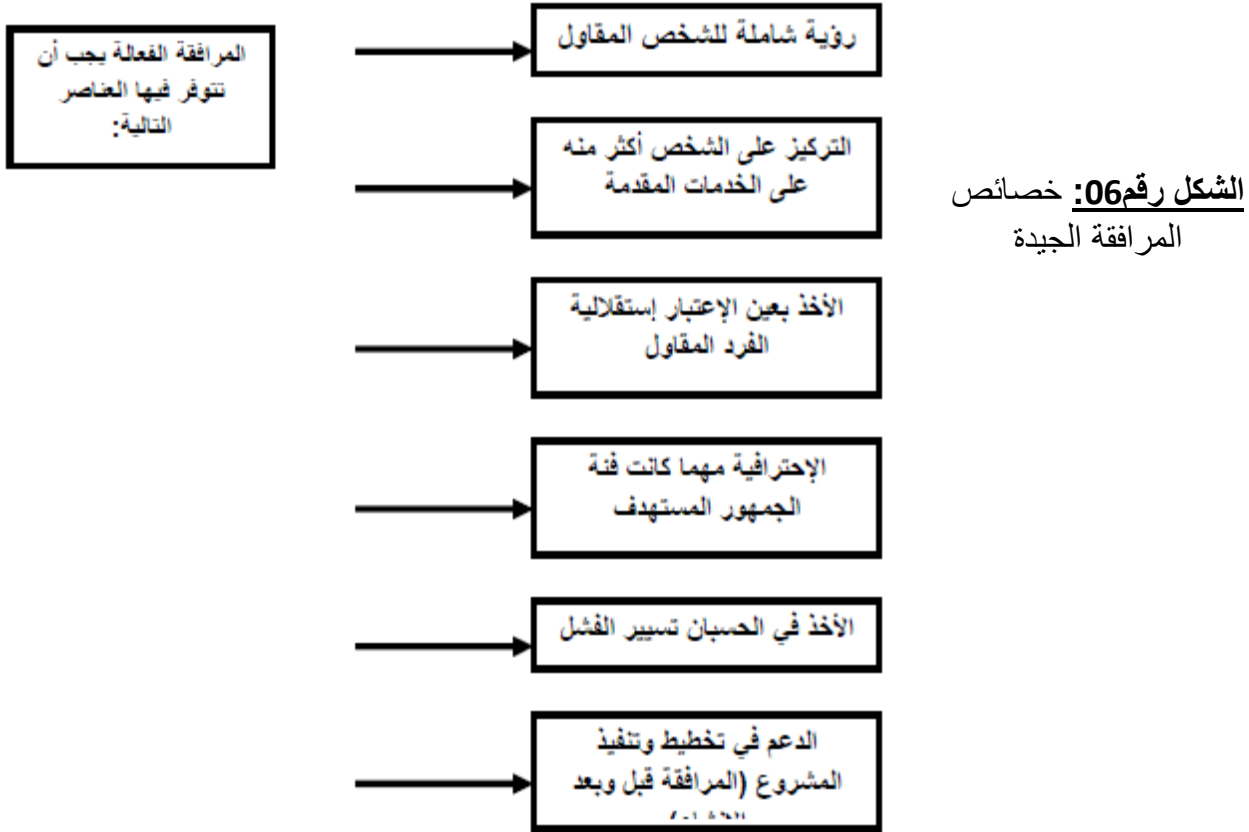 الشكل رقم06: خصائص
المرافقة الجيدة
المرافقة الفعالة يجب أن
تتوفر فيها العناصر
التالية:
رؤية شاملة للشخص المقاول
التركيز على الشخص أكثر منه
على الخدمات المقدمة
الأخذ بعين الإعتبار إستقلالية
الفرد المقاول
الإحترافية مهما كانت فئة
الجمهور المستهدف
الأخذ في الحسبان تسيير الفشل
الدعم في تخطيط وتنفيذ
المشروع (المرافقة قبل وبعد